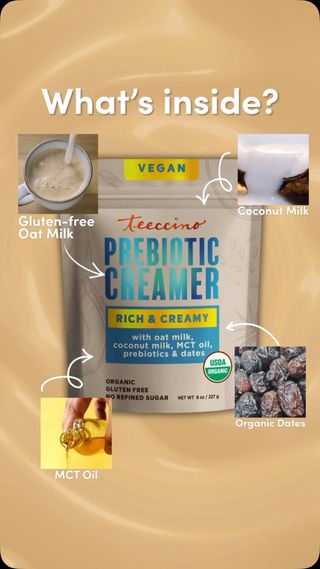 What's inside?
VEGAN
Gluten-free
Oat Milk
Coconut Milk
teeccino
PREBIOTIC
CREAMER
RICH & CREAMY
with oat milk,
coconut milk, MCT oil,
prebiotics & dates
USDA
ORGANIC
ORGANIC
GLUTEN FREE
NO REFINED SUGAR
NET WT 8 oz / 227 g
Organic Dates
MCT Oil